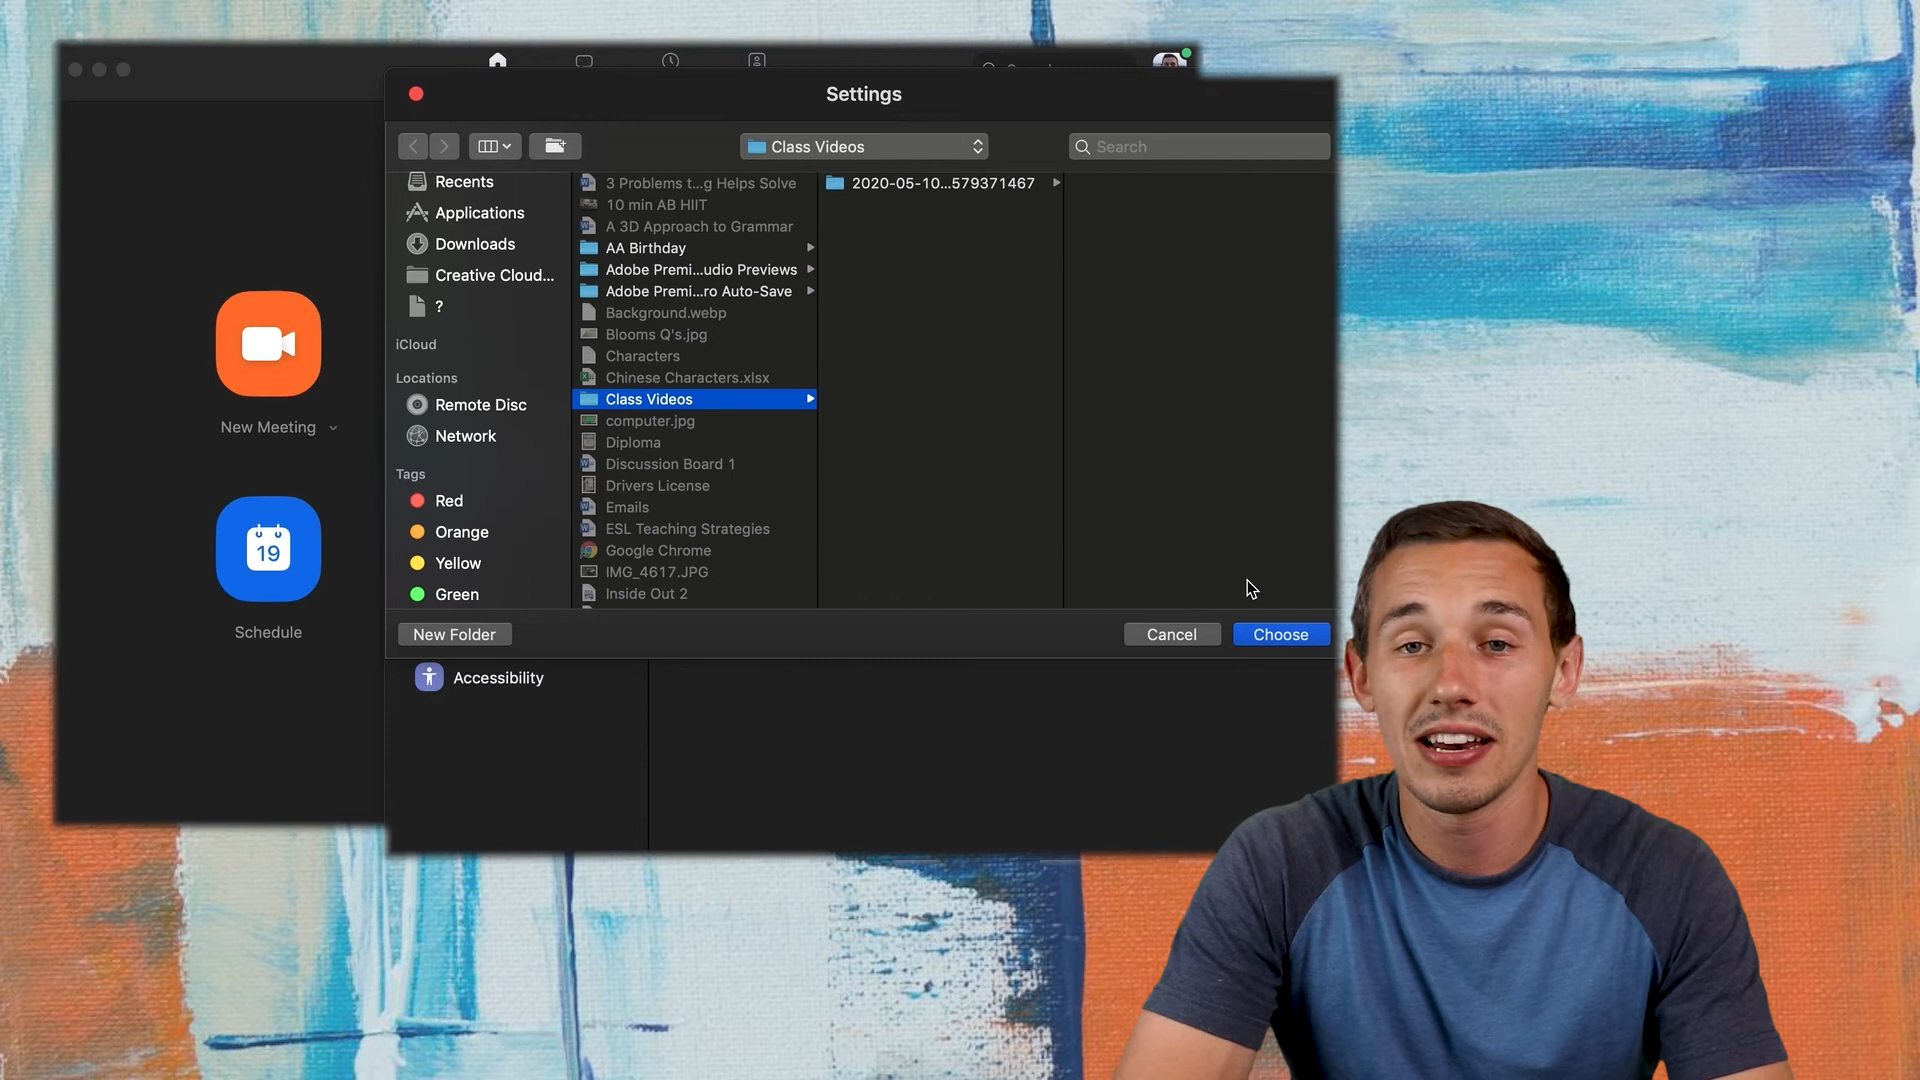 Settings
Class Videos
Search
Recents
Applications
Downloads
Creative Cloud...
?
iCloud
Locations
Remote Disc
Network
Tags
Red
Orange
Yellow
Green
3 Problems t...g Helps Solve
10 min AB HIIT
A 3D Approach to Grammar
AA Birthday
Adobe Premi...udio Previews
Adobe Premi...ro Auto-Save
Background.webp
Blooms Q's.jpg
Characters
Chinese Characters.xlsx
Class Videos
computer.jpg
Diploma
Discussion Board 1
Drivers License
Emails
ESL Teaching Strategies
Google Chrome
IMG_4617.JPG
Inside Out 2
2020-05-10...579371467
New Folder
Cancel
Choose
Accessibility
New Meeting
19
Schedule